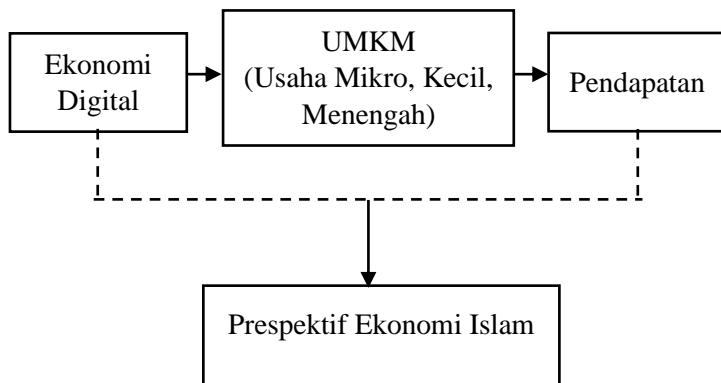 Ekonomi
Digital
UMKM
(Usaha Mikro, Kecil,
Menengah)
Pendapatan
Prespektif Ekonomi Islam